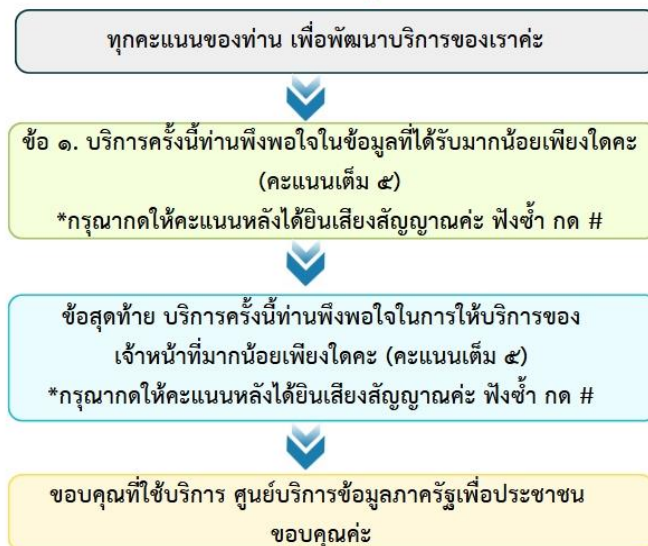 ทุกคะแนนของท่าน เพื่อพัฒนาบริการของเราค่ะ
ข้อ ๑. บริการครั้งนี้ท่านพึงพอใจในข้อมูลที่ได้รับมากน้อยเพียงใดคะ
(คะแนนเต็ม ๕)
*กรุณากดให้คะแนนหลังได้ยินเสียงสัญญาณค่ะ ฟังซ้ำ กด #
ข้อสุดท้าย บริการครั้งนี้ท่านพึงพอใจในการให้บริการของ
เจ้าหน้าที่มากน้อยเพียงใดคะ (คะแนนเต็ม ๕)
*กรุณากดให้คะแนนหลังได้ยินเสียงสัญญาณค่ะ ฟังซ้ำ กด #
ขอบคุณที่ใช้บริการ ศูนย์บริการข้อมูลภาครัฐเพื่อประชาชน
ขอบคุณค่ะ